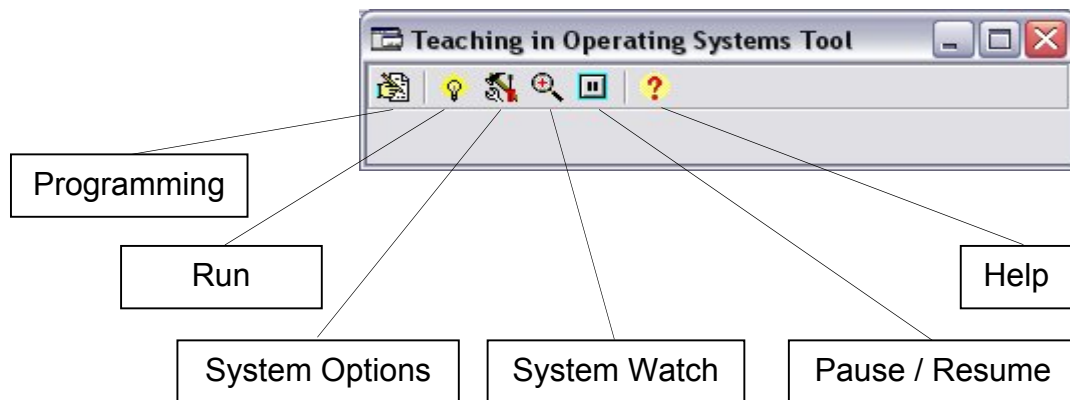 Teaching in Operating Systems Tool
Programming
Run
Help
System Options
System Watch
Pause / Resume